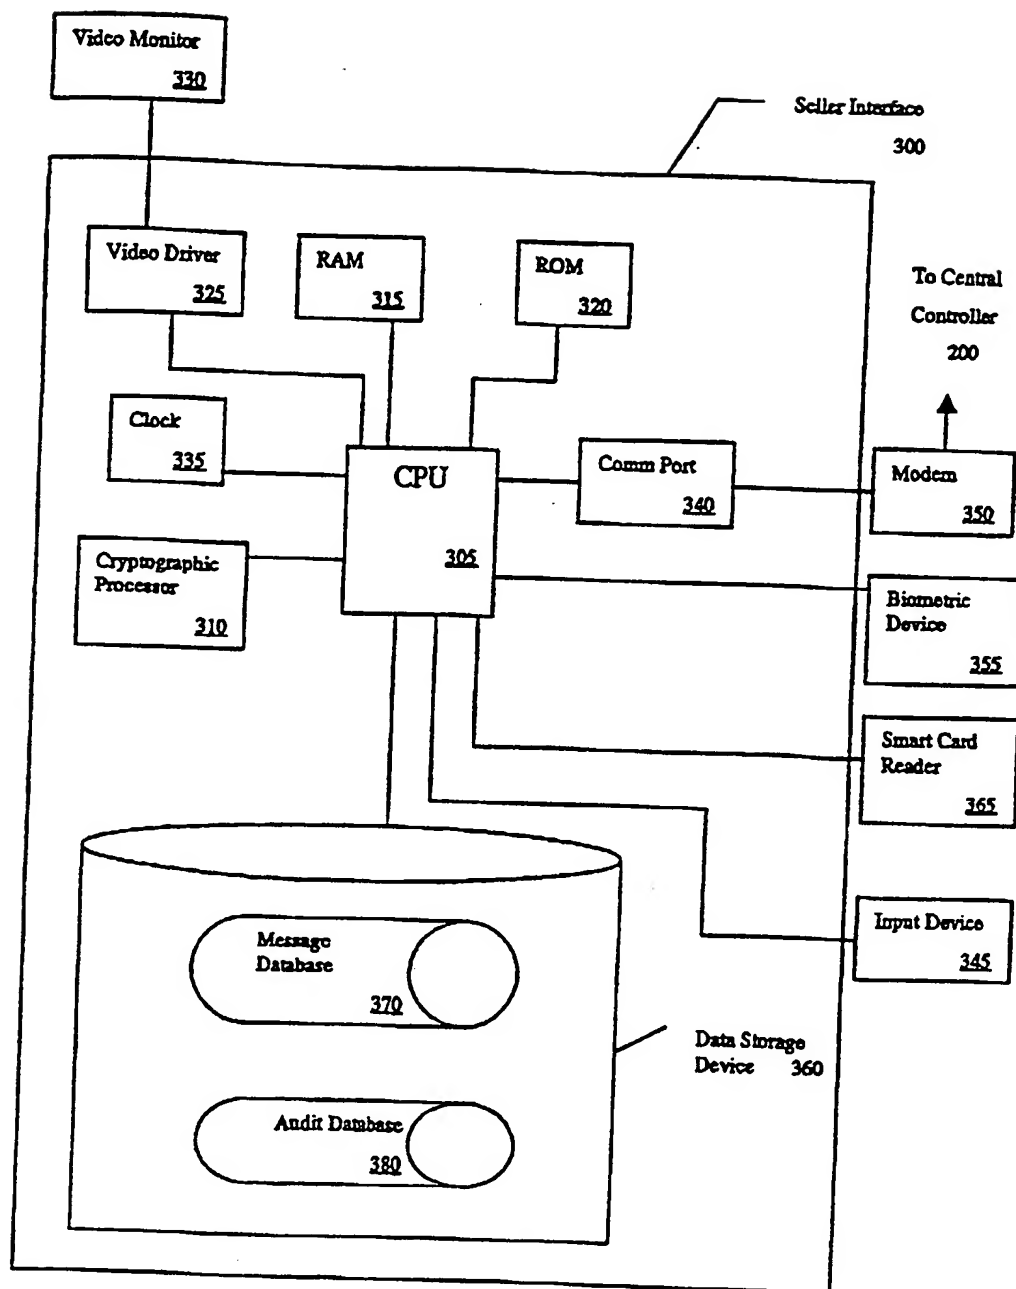 Video Monitor
330
Seller Interface
300
Video Driver
325
RAM
315
ROM
320
To Central
Controller
200
Clock
335
CPU
305
Comm Port
340
Modem
350
Cryptographic
Processor
310
Biometric
Device
355
Smart Card
Reader
365
Input Device
345
Message
Database
370
Data Storage
Device 360
Audit Database
380